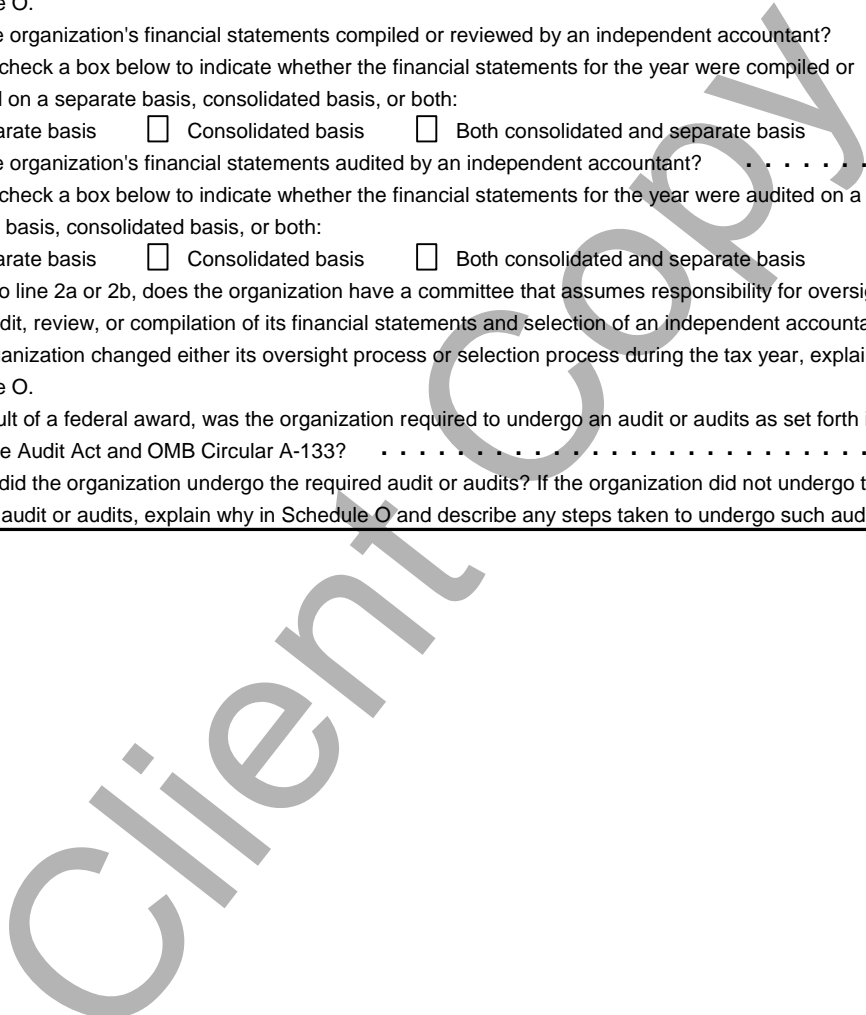 e O.
e organization's financial statements compiled or reviewed by an independent accountant?
check a box below to indicate whether the financial statements for the year were compiled or
on a separate basis, consolidated basis, or both:
arate basis Consolidated basis Both consolidated and separate basis
e organization's financial statements audited by an independent accountant? . . . . . . .
check a box below to indicate whether the financial statements for the year were audited on a
basis, consolidated basis, or both:
arate basis Consolidated basis Both consolidated and separate basis
o line 2a or 2b, does the organization have a committee that assumes responsibility for oversig
dit, review, or compilation of its financial statements and selection of an independent accounta
ganization changed either its oversight process or selection process during the tax year, explai
e O.
ult of a federal award, was the organization required to undergo an audit or audits as set forth i
e Audit Act and OMB Circular A-133? . . . . . . . . . . . . . . . . . . . . . . . . . .
did the organization undergo the required audit or audits? If the organization did not undergo t
audit or audits, explain why in Schedule O and describe any steps taken to undergo such aud
Client Copy